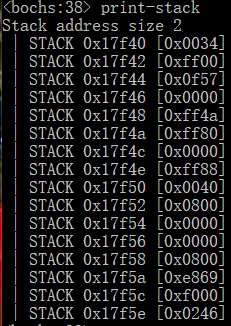 <bochs:38> print-stack
Stack address size 2
| STACK 0x17f40 [0x0034]
| STACK 0x17f42 [0xff00]
| STACK 0x17f44 [0x0f57]
| STACK 0x17f46 [0x0000]
| STACK 0x17f48 [0xff4a]
| STACK 0x17f4a [0xff80]
| STACK 0x17f4c [0x0000]
| STACK 0x17f4e [0xff88]
| STACK 0x17f50 [0x0040]
| STACK 0x17f52 [0x0800]
| STACK 0x17f54 [0x0000]
| STACK 0x17f56 [0x0000]
| STACK 0x17f58 [0x0800]
| STACK 0x17f5a [0xe869]
| STACK 0x17f5c [0xf000]
| STACK 0x17f5e [0x0246]